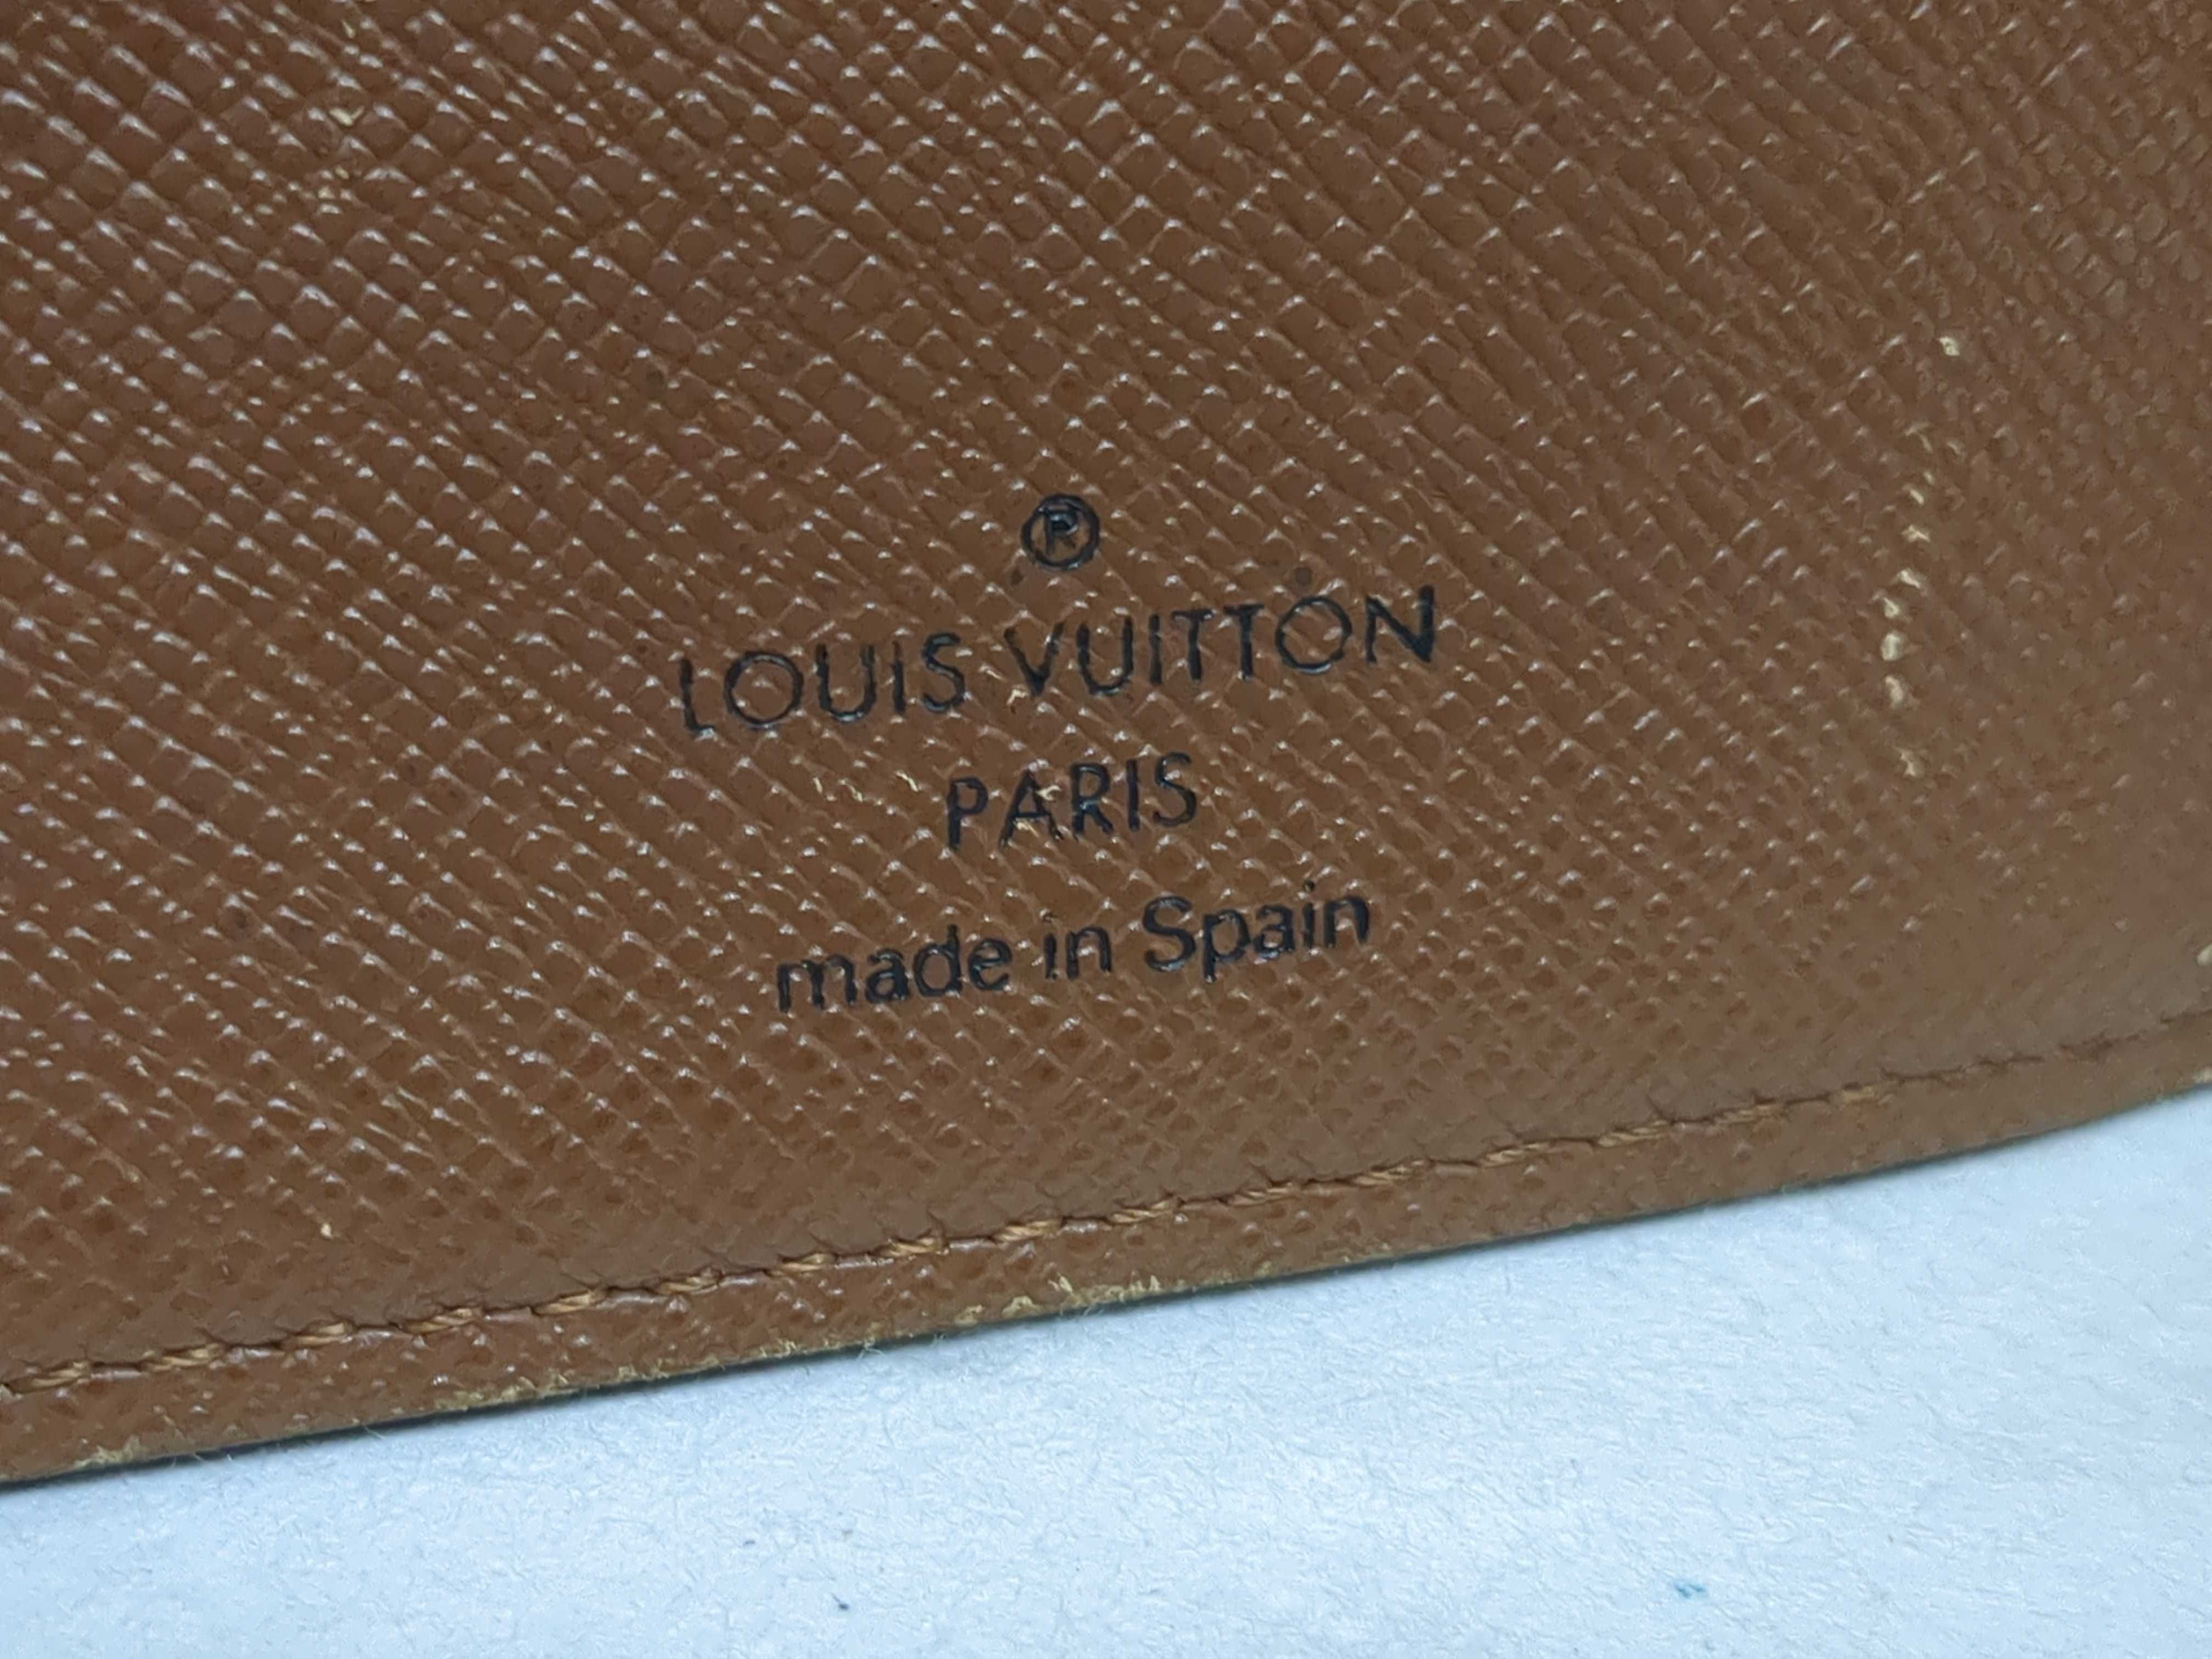 ®
LOUIS VUITTON
PARIS
made in Spain